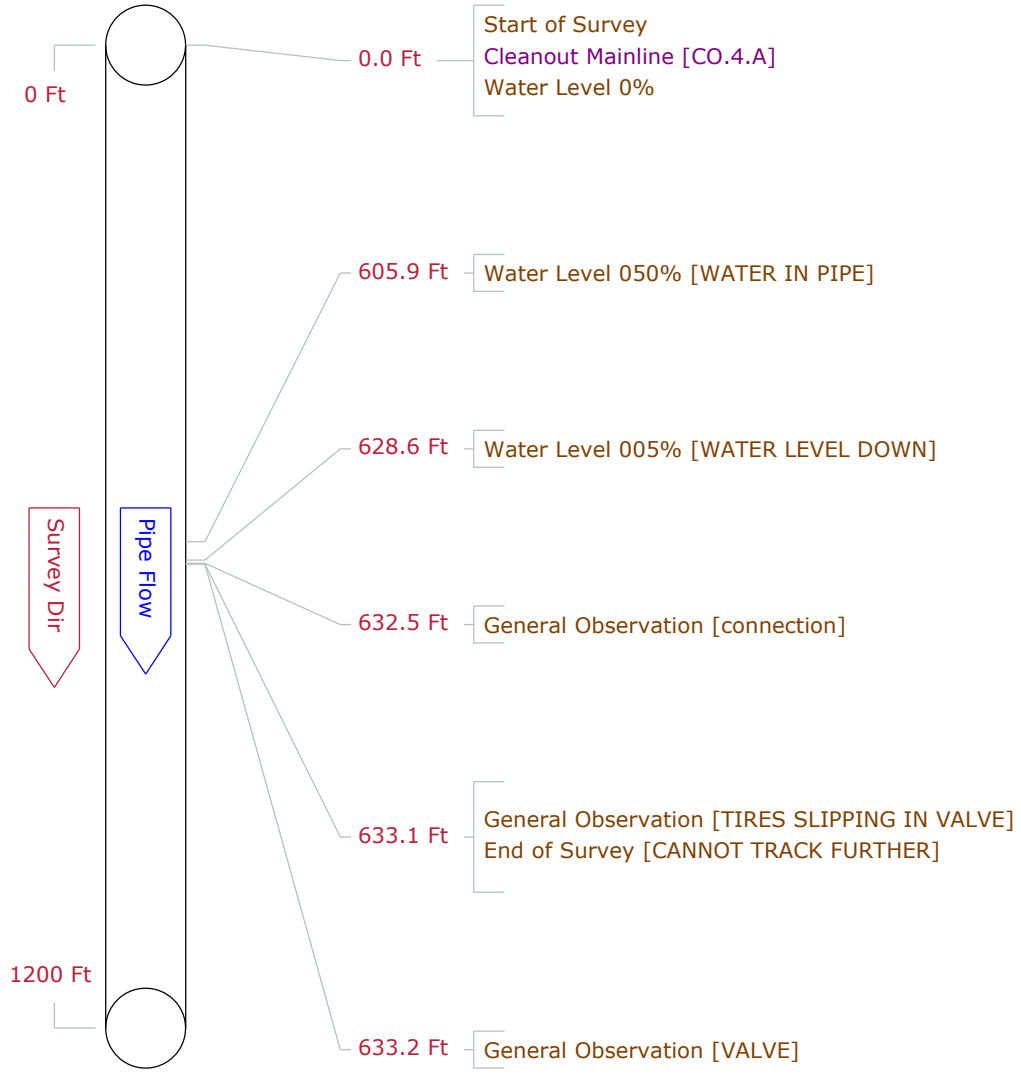 0 Ft
0.0 Ft
Start of Survey
Cleanout Mainline [CO.4.A]
Water Level 0%
605.9 Ft
Water Level 050% [WATER IN PIPE]
628.6 Ft
Water Level 005% [WATER LEVEL DOWN]
Survey Dir
Pipe Flow
632.5 Ft
General Observation [connection]
633.1 Ft
General Observation [TIRES SLIPPING IN VALVE]
End of Survey [CANNOT TRACK FURTHER]
1200 Ft
633.2 Ft
General Observation [VALVE]